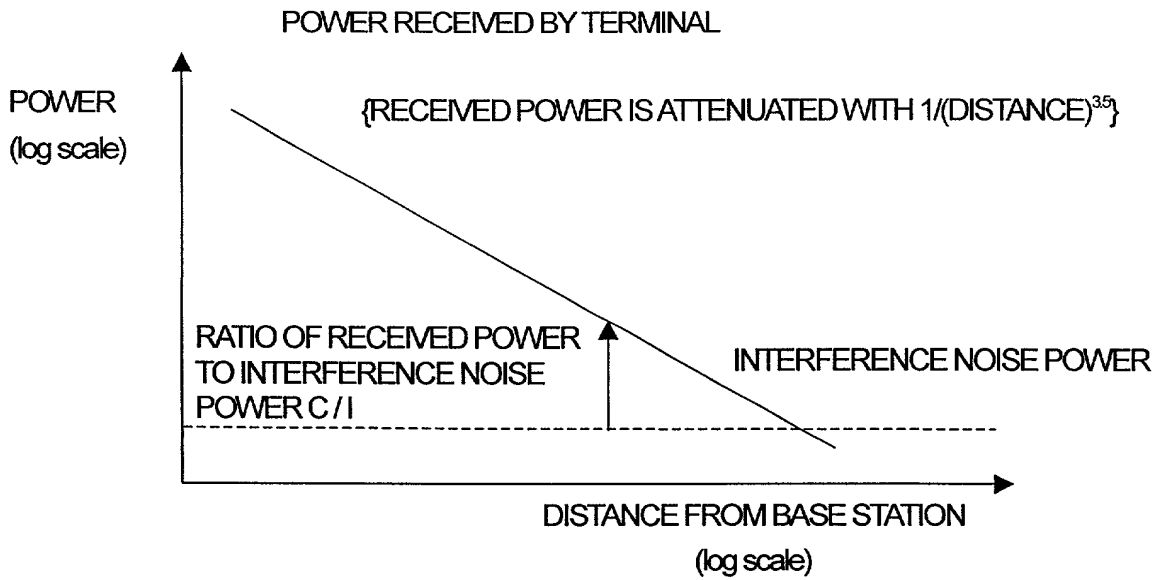 POWER RECEIVED BY TERMINAL
POWER
(log scale)
{RECEIVED POWER IS ATTENUATED WITH 1/(DISTANCE)^3.5}
RATIO OF RECEIVED POWER
TO INTERFERENCE NOISE
POWER C / I
INTERFERENCE NOISE POWER
DISTANCE FROM BASE STATION
(log scale)